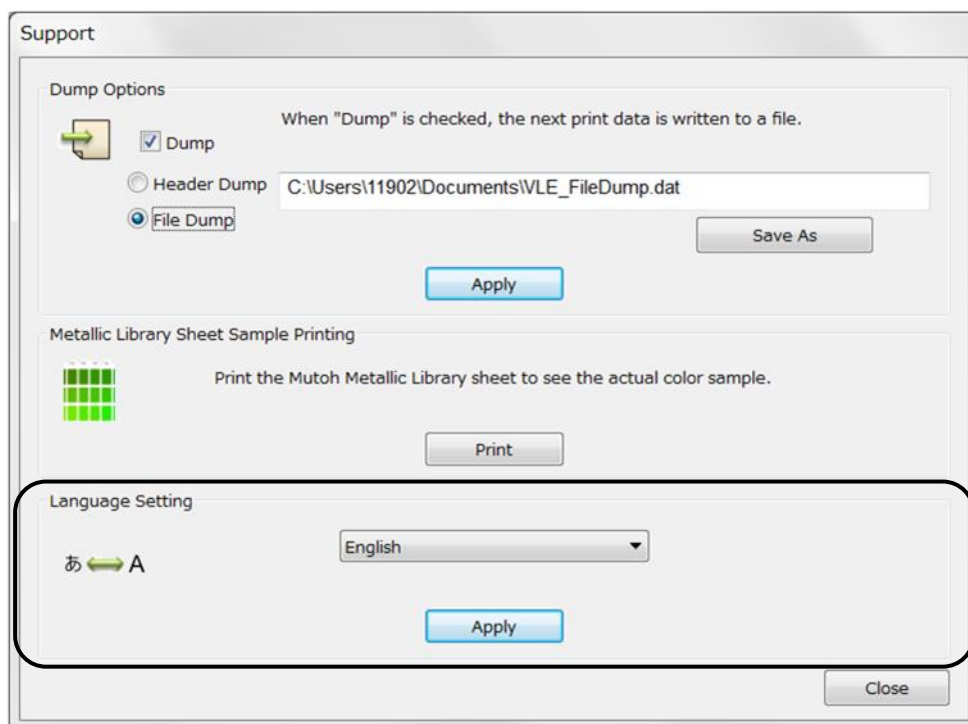 Support
Dump Options
When "Dump" is checked, the next print data is written to a file.
Dump
Header Dump
C:\Users\11902\Documents\VLE_FileDump.dat
File Dump
Save As
Apply
Metallic Library Sheet Sample Printing
Print the Mutoh Metallic Library sheet to see the actual color sample.
Print
Language Setting
English
あ A
Apply
Close